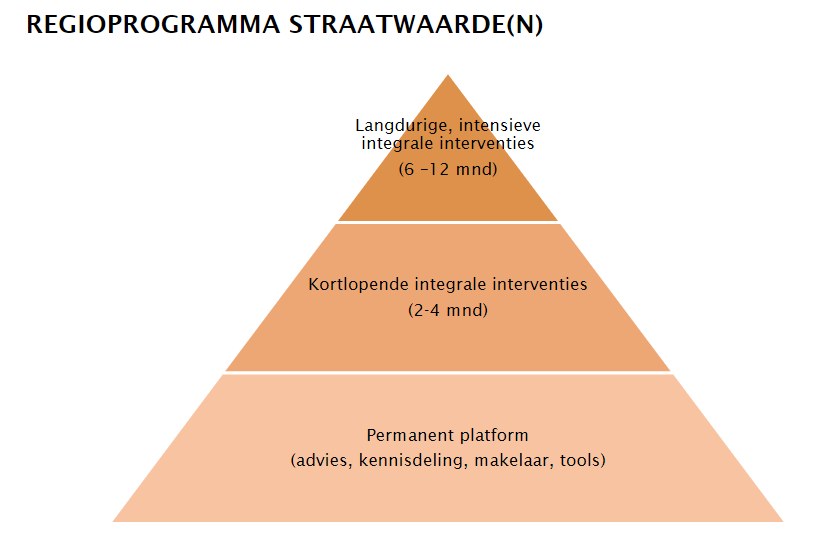 REGIOPROGRAMMA STRAATWAARDE(N)
Langdurige, intensieve
integrale interventies
(6 –12 mnd)
Kortlopende integrale interventies
(2-4 mnd)
Permanent platform
(advies, kennisdeling, makelaar, tools)